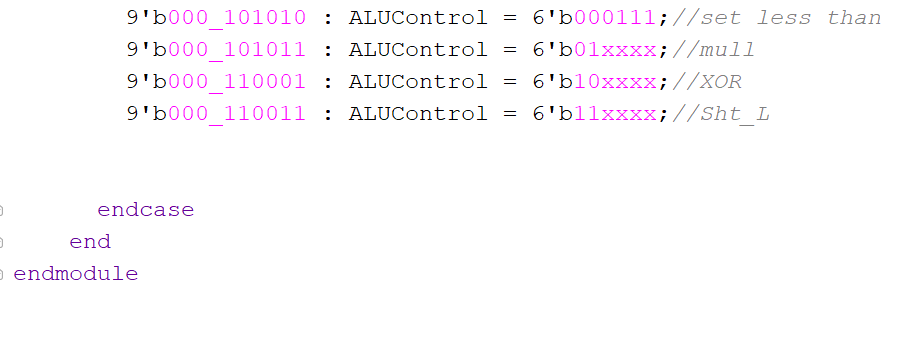 9'b000_101010 : ALUControl = 6'b000111;//set less than
9'b000_101011 : ALUControl = 6'b01xxxx;//mull
9'b000_110001 : ALUControl = 6'b10xxxx;//XOR
9'b000_110011 : ALUControl = 6'b11xxxx;//Sht_L
endcase
end
endmodule